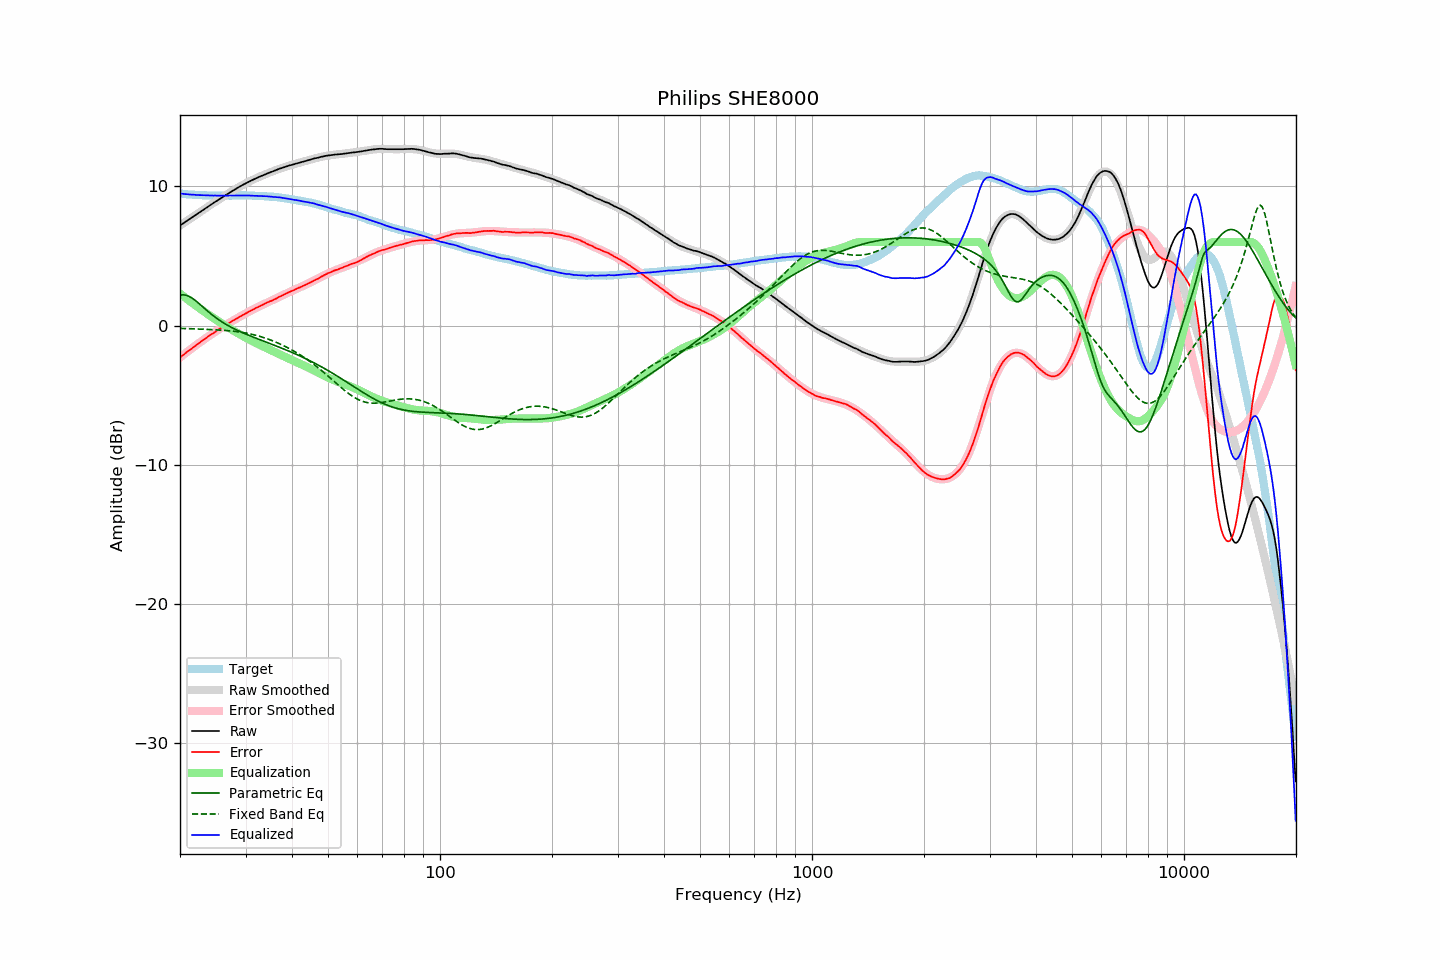 Philips SHE8000
Amplitude (dBr)
10
0
−10
−20
−30
Target
Raw Smoothed
Error Smoothed
Raw
Error
Equalization
Parametric Eq
Fixed Band Eq
Equalized
100
1000
10000
Frequency (Hz)